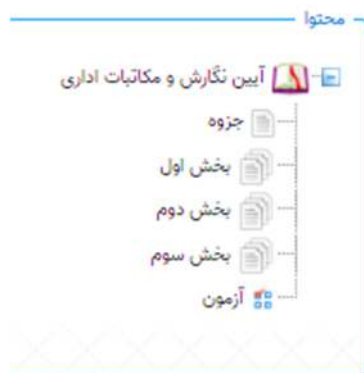 محتوا
آیین نگارش و مکاتبات اداری
جزوه
بخش اول
بخش دوم
بخش سوم
آزمون